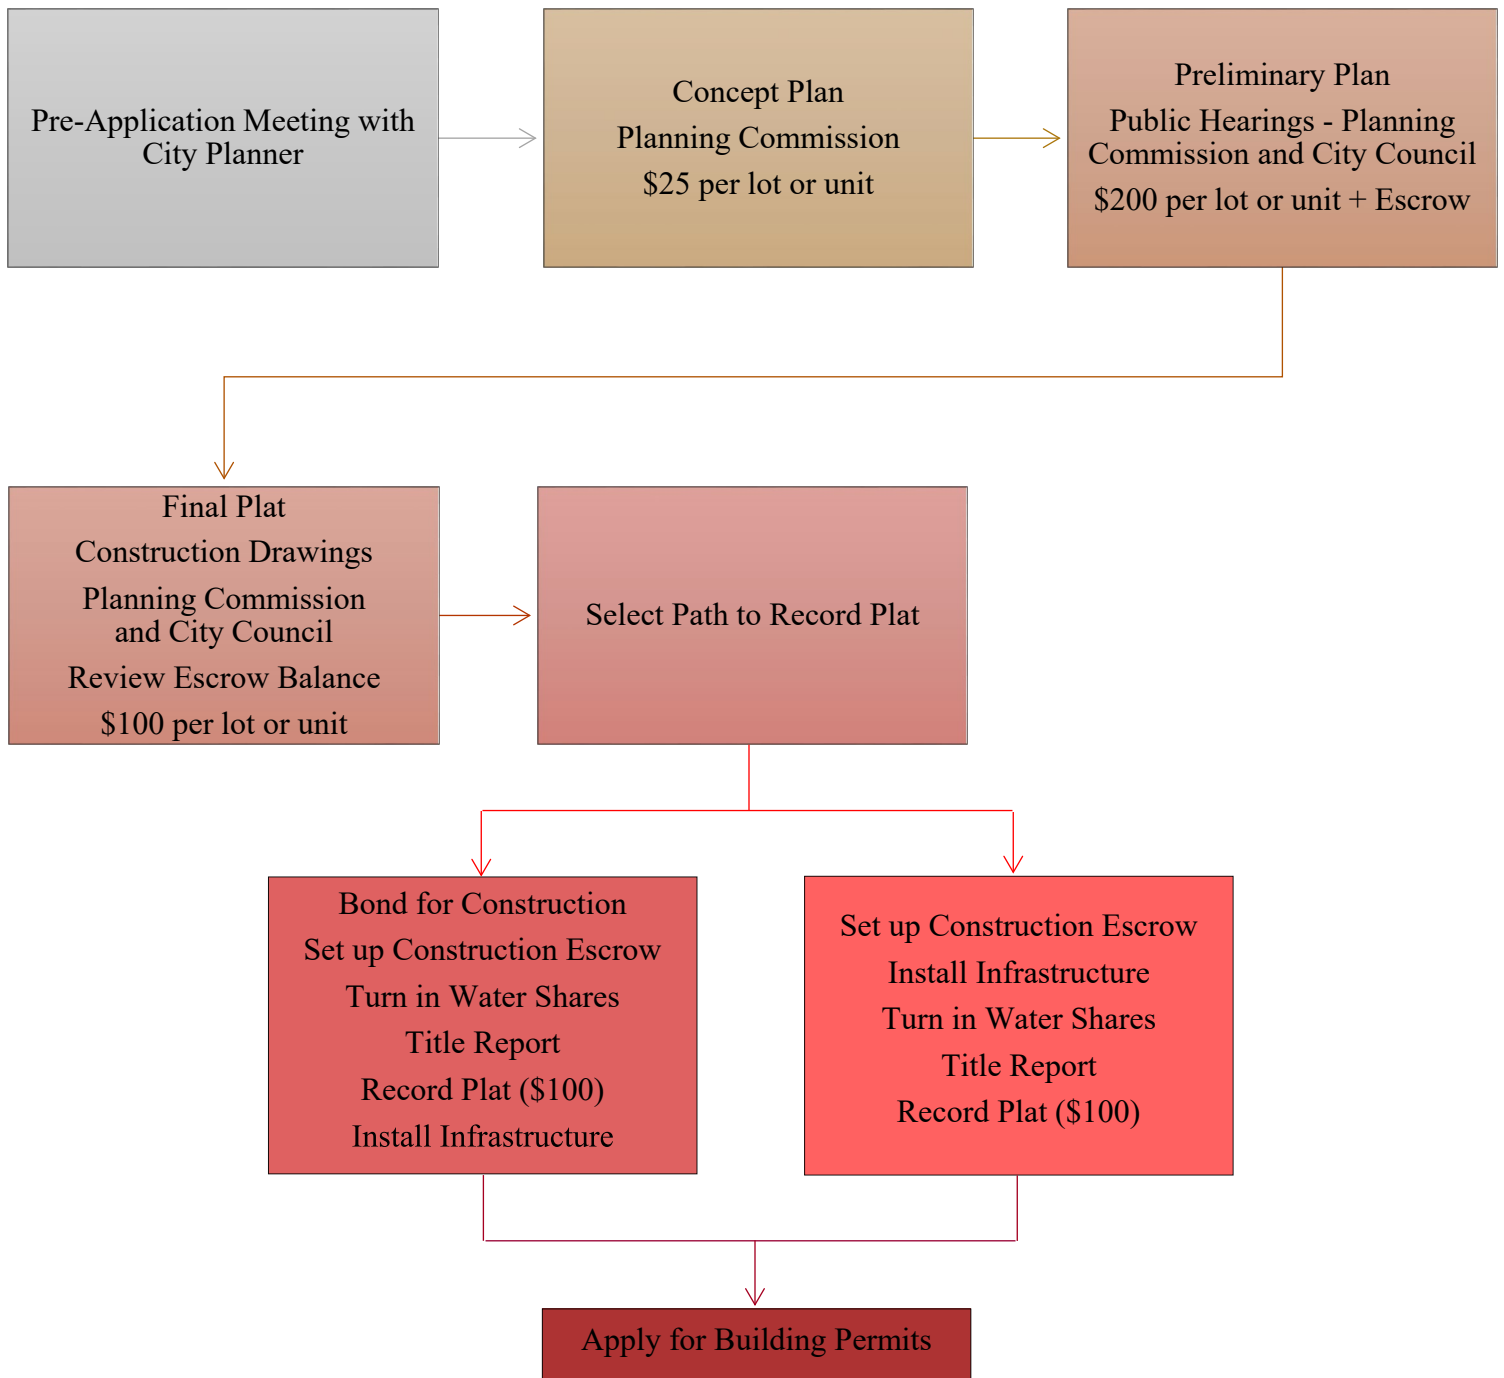 Pre-Application Meeting with
City Planner
Concept Plan
Planning Commission
$25 per lot or unit
Preliminary Plan
Public Hearings - Planning
Commission and City Council
$200 per lot or unit + Escrow
Final Plat
Construction Drawings
Planning Commission
and City Council
Review Escrow Balance
$100 per lot or unit
Select Path to Record Plat
Bond for Construction
Set up Construction Escrow
Turn in Water Shares
Title Report
Record Plat ($100)
Install Infrastructure
Set up Construction Escrow
Install Infrastructure
Turn in Water Shares
Title Report
Record Plat ($100)
Apply for Building Permits